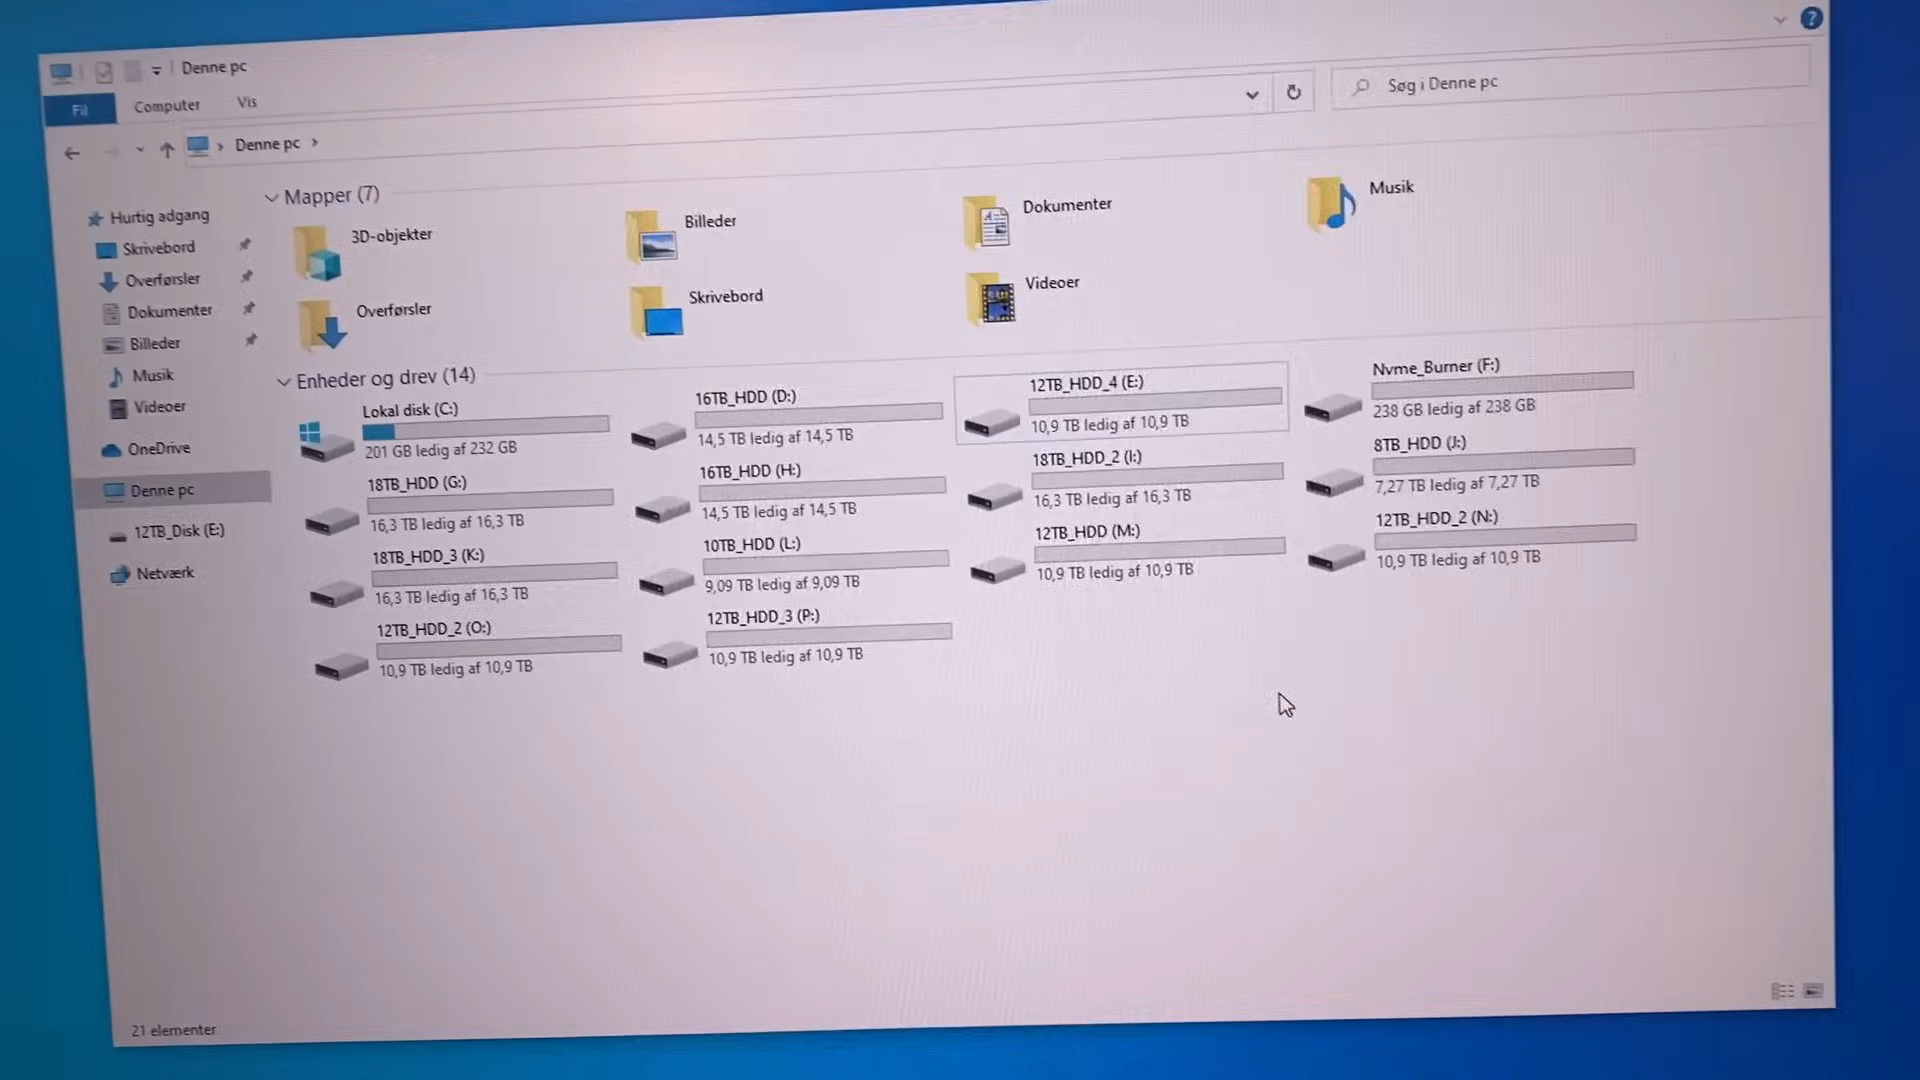 Denne pc
Fil
Computer
Vis
Denne pc
Søg i Denne pc
Hurtig adgang
Skrivebord
Overførsler
Dokumenter
Billeder
Musik
Videoer
OneDrive
Denne pc
12TB_Disk (E:)
Netværk
Mapper (7)
3D-objekter
Billeder
Dokumenter
Musik
Overførsler
Skrivebord
Videoer
Enheder og drev (14)
Lokal disk (C:)
201 GB ledig af 232 GB
16TB_HDD (D:)
14,5 TB ledig af 14,5 TB
12TB_HDD_4 (E:)
10,9 TB ledig af 10,9 TB
Nvme_Burner (F:)
238 GB ledig af 238 GB
18TB_HDD (G:)
16,3 TB ledig af 16,3 TB
16TB_HDD (H:)
14,5 TB ledig af 14,5 TB
18TB_HDD_2 (I:)
16,3 TB ledig af 16,3 TB
8TB_HDD (J:)
7,27 TB ledig af 7,27 TB
18TB_HDD_3 (K:)
16,3 TB ledig af 16,3 TB
10TB_HDD (L:)
9,09 TB ledig af 9,09 TB
12TB_HDD (M:)
10,9 TB ledig af 10,9 TB
12TB_HDD_2 (N:)
10,9 TB ledig af 10,9 TB
12TB_HDD_2 (O:)
10,9 TB ledig af 10,9 TB
12TB_HDD_3 (P:)
10,9 TB ledig af 10,9 TB
21 elementer